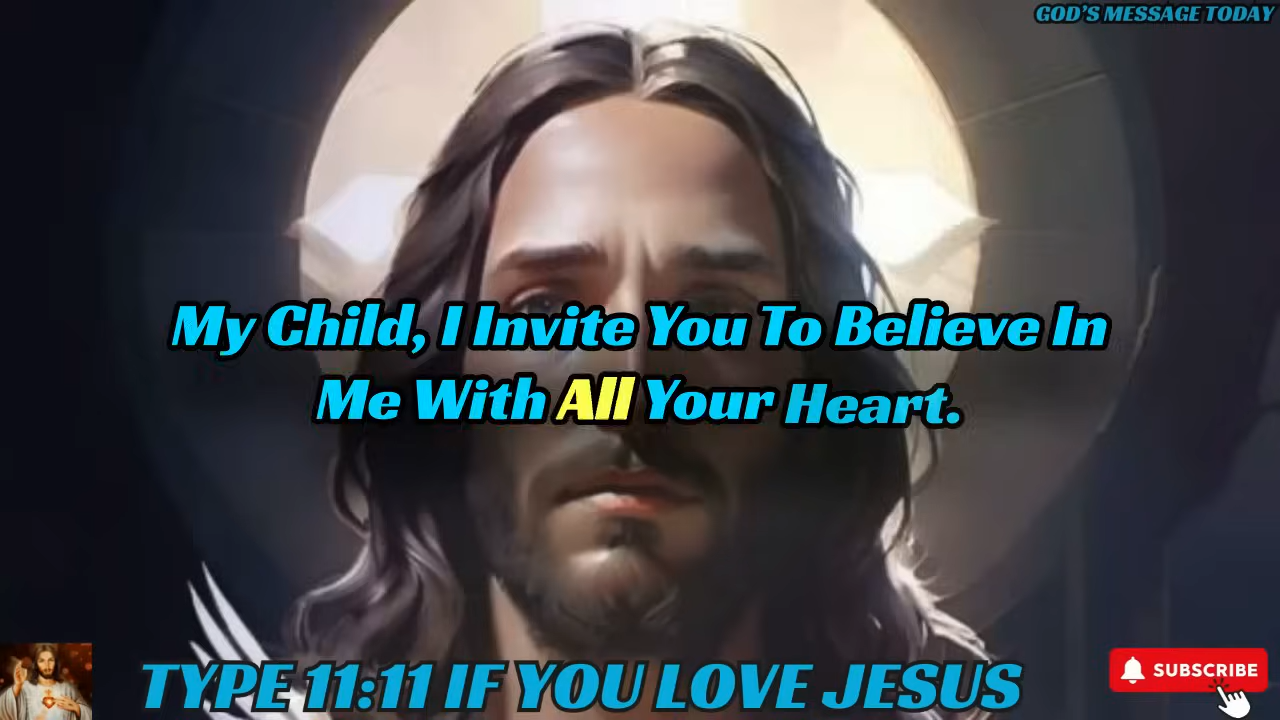 GOD'S MESSAGE TODAY
My Child, I Invite You To Believe In
Me With All Your Heart.
TYPE 11:11 IF YOU LOVE JESUS
SUBSCRIBE